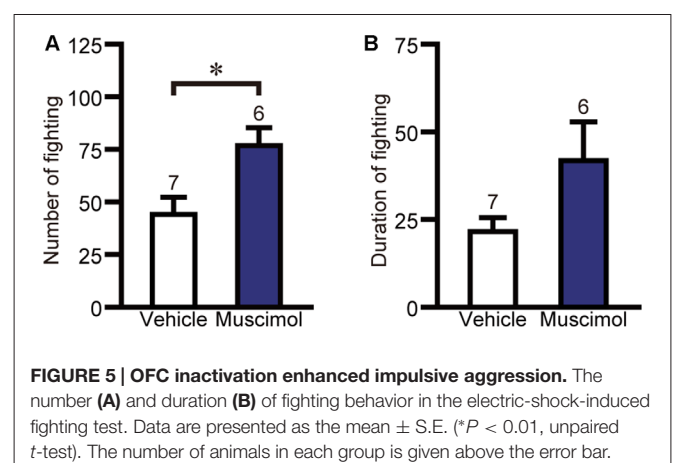 A
B
125
100
75
50
25
0
Number of fighting
*
7
6
Vehicle Muscimol
75
50
25
0
Duration of fighting
7
6
Vehicle Muscimol
FIGURE 5 | OFC inactivation enhanced impulsive aggression. The
number (A) and duration (B) of fighting behavior in the electric-shock-induced
fighting test. Data are presented as the mean ± S.E. (*P < 0.01, unpaired
t-test). The number of animals in each group is given above the error bar.